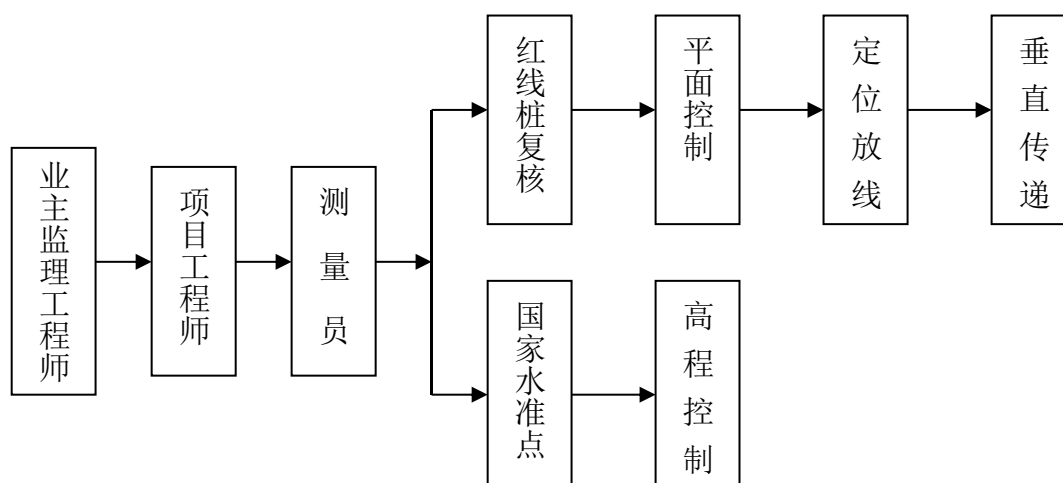 业主监理工程师
项目工程师
测量员
红线桩复核
平面控制
定位放线
垂直传递
国家水准点
高程控制